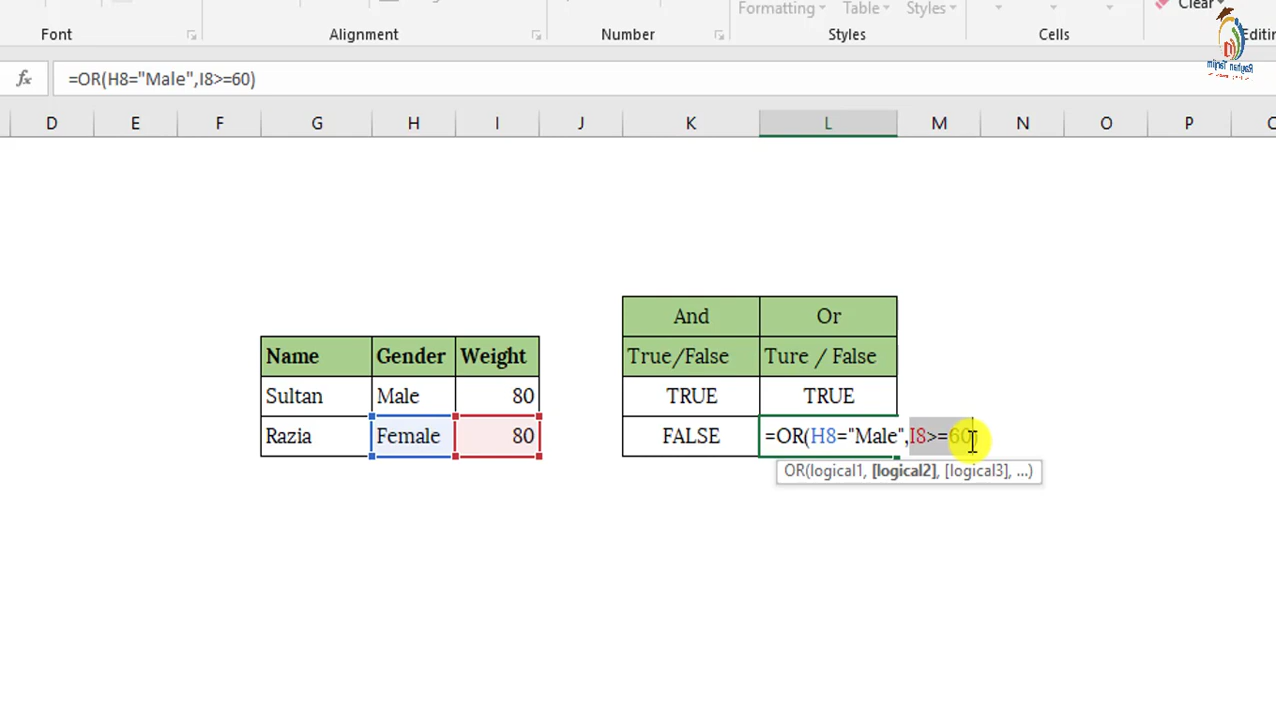 Formatting Table Styles Clear
Font Alignment Number Styles Cells Editin
fx =OR(H8="Male",I8>=60)
D E F G H I J K L M N O P
And Or
Name Gender Weight True/False Ture / False
Sultan Male 80 TRUE TRUE
Razia Female 80 FALSE =OR(H8="Male",I8>=60)
OR(logical1, [logical2], [logical3], ...)